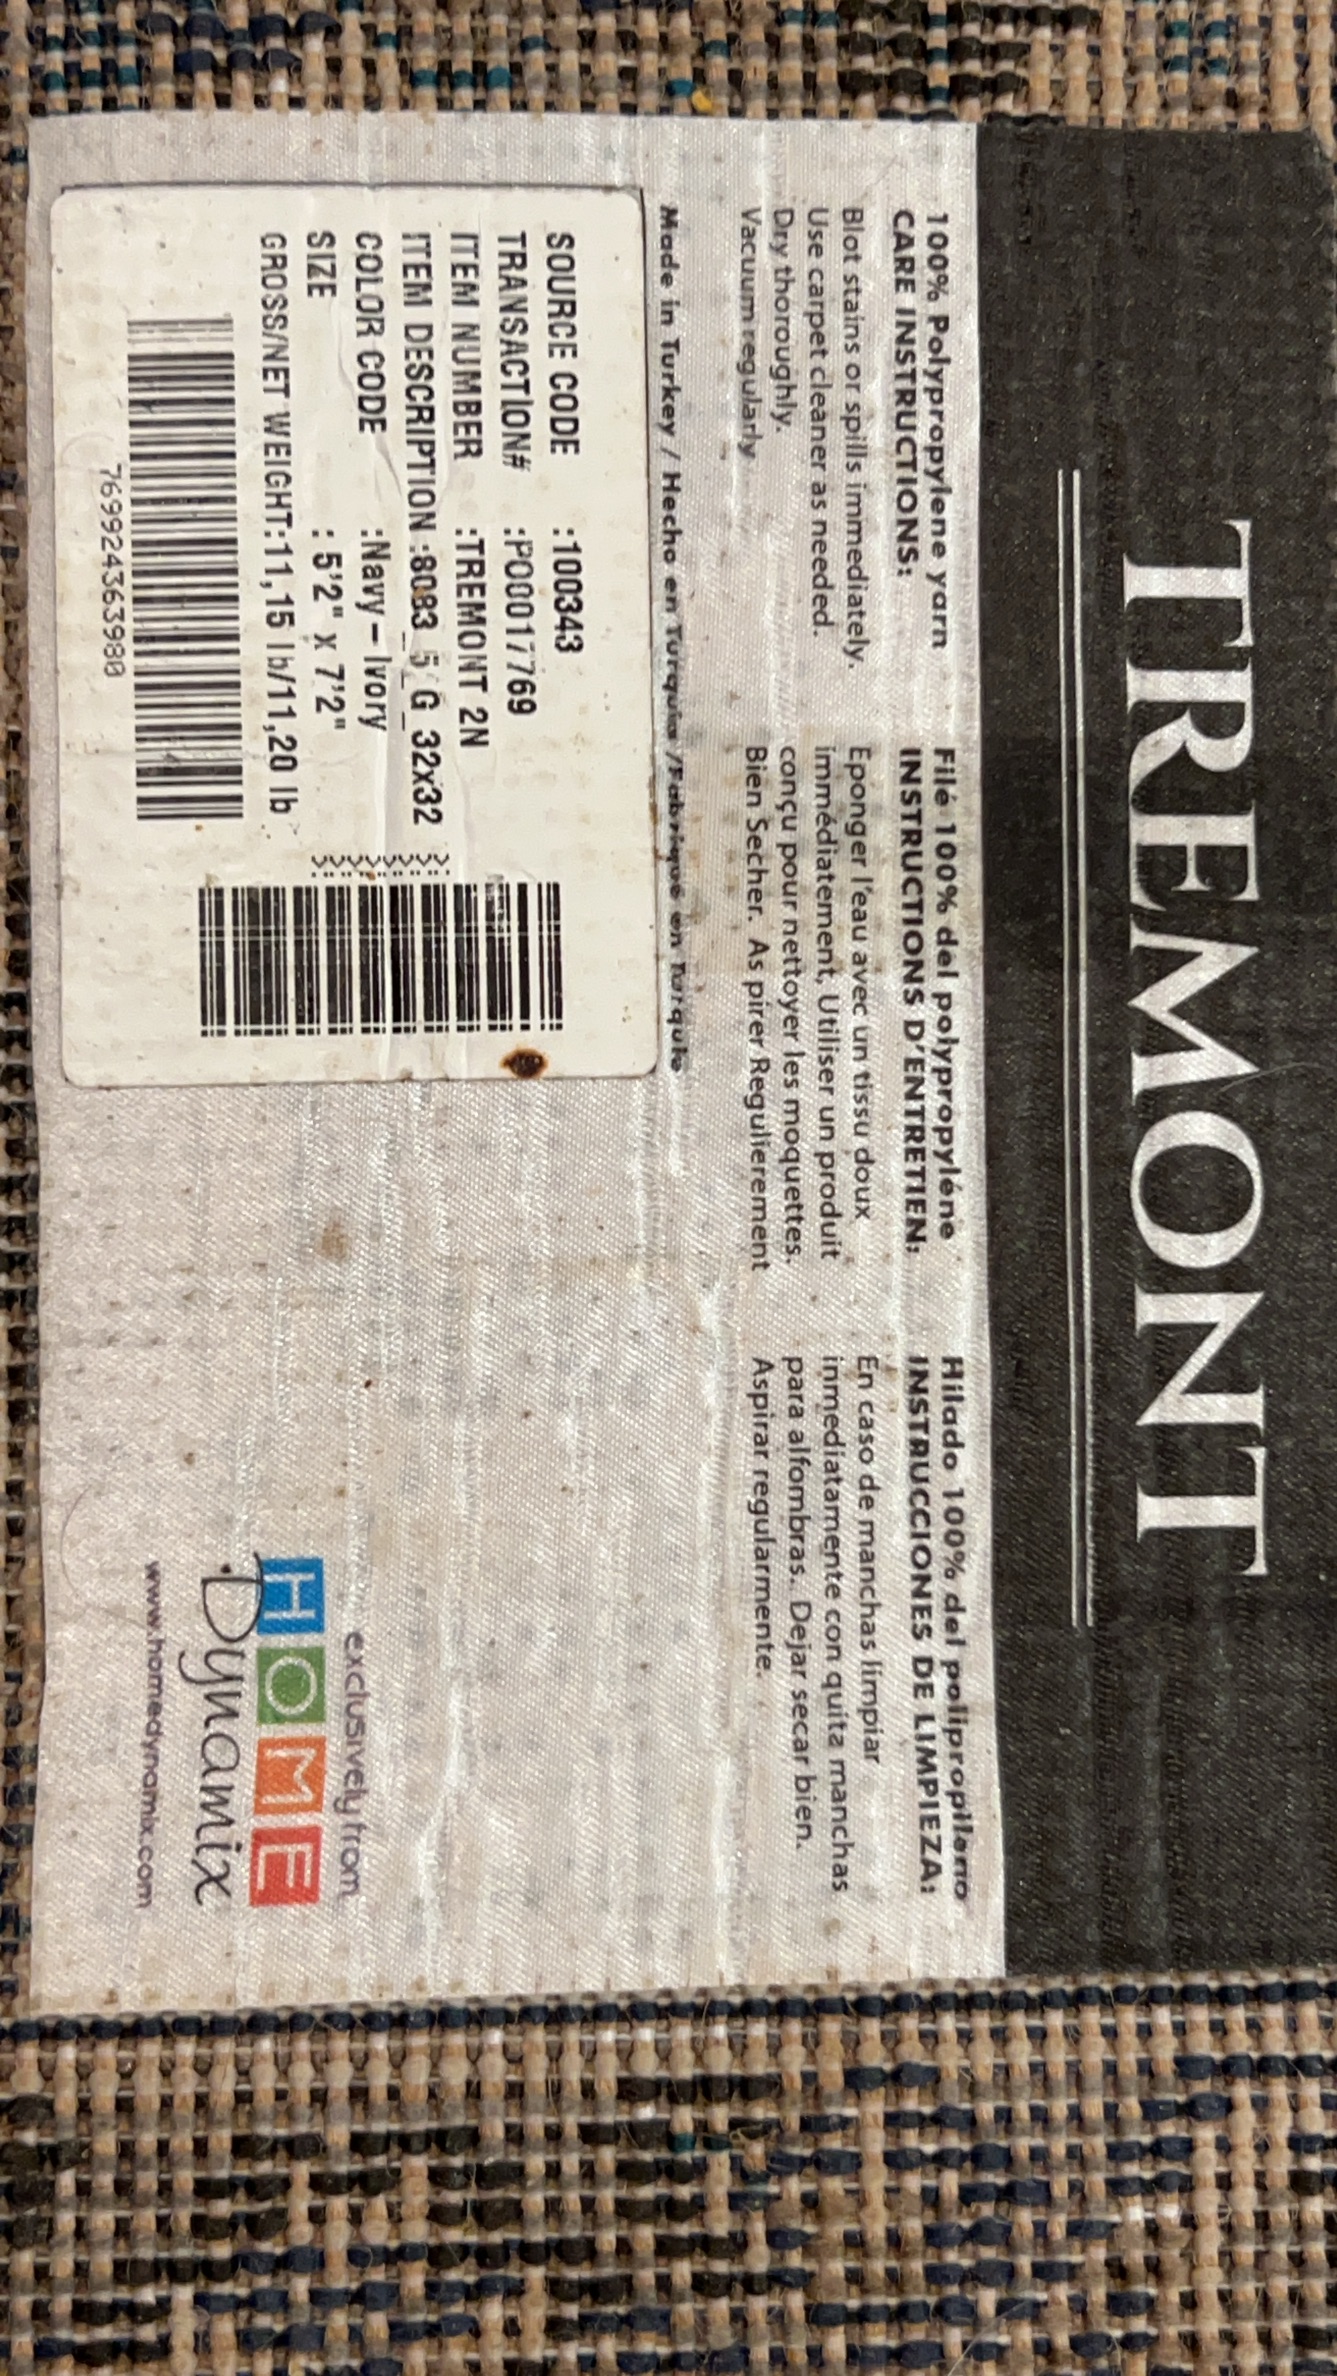 TREMONT
100% Polypropylene yarn
CARE INSTRUCTIONS:
Blot stains or spills immediately.
Use carpet cleaner as needed.
Dry thoroughly.
Vacuum regularly
Filé 100% del polypropyléne
INSTRUCTIONS D'ENTRETIEN:
Eponger l'eau avec un tissu doux
immédiatement, Utiliser un produit
conçu pour nettoyer les moquettes.
Bien Secher. As pirer Regulierement
Hilado 100% del polipropileno
INSTRUCCIONES DE LIMPIEZA:
En caso de manchas limpiar
inmediatamente con quita manchas
para alfombras. Dejar secar bien.
Aspirar regularmente.
Made in Turkey / Hecho en Turquia /Fabriqué en Turquie
SOURCE CODE :100343
TRANSACTION# :PO0017769
ITEM NUMBER :TREMONT 2N
ITEM DESCRIPTION :8083_5_G_32x32
COLOR CODE :Navy-Ivory
SIZE : 5'2" x 7'2"
GROSS/NET WEIGHT:11,15 lb/11,20 lb
769924363980
exclusively from
HOME
Dynamix
www.homedynamix.com